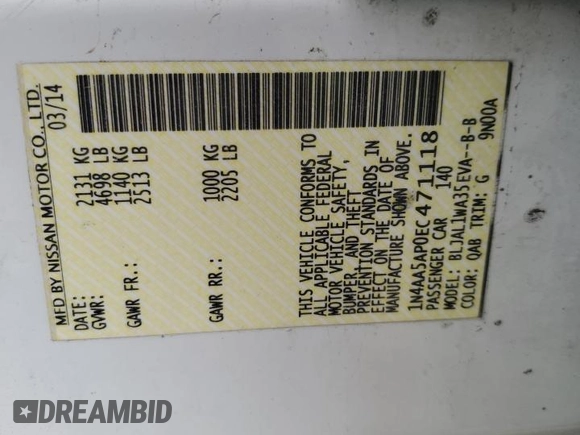 MFD BY NISSAN MOTOR CO., LTD.
DATE: 03/14
GVWR: 2131 KG
4698 LB
GAWR FR.: 1140 KG
2513 LB
GAWR RR.: 1000 KG
2205 LB
THIS VEHICLE CONFORMS TO
ALL APPLICABLE FEDERAL
MOTOR VEHICLE SAFETY,
BUMPER, AND THEFT
PREVENTION STANDARDS IN
EFFECT ON THE DATE OF
MANUFACTURE SHOWN ABOVE.
1N4AA5AP0EC471118
PASSENGER CAR 140
MODEL: BLJAL1WA35EVA--B-B
COLOR: QAB TRIM: G 9N00A
DREAMBID